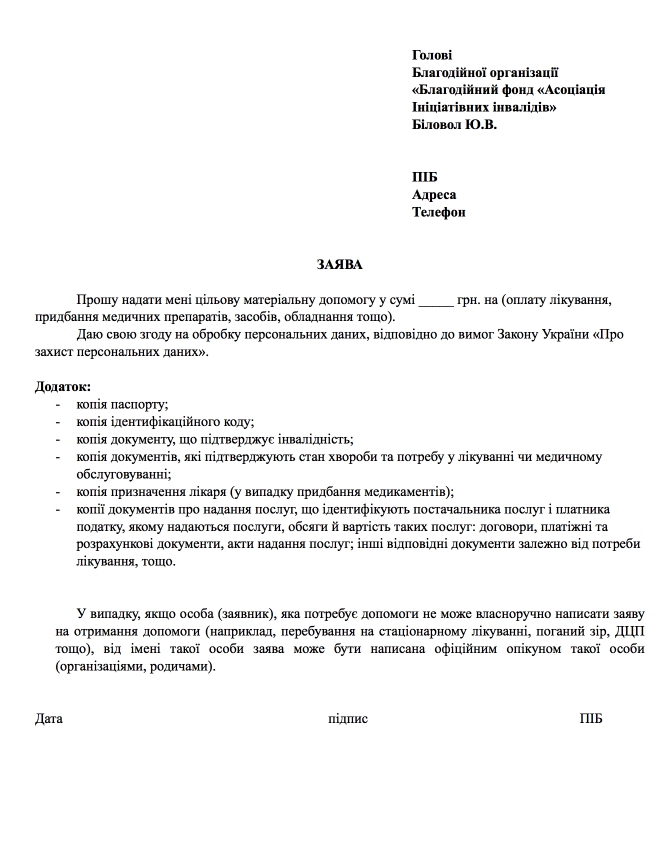 Голові
Благодійної організації
«Благодійний фонд «Асоціація
Ініціатівних інвалідів»
Біловол Ю.В.
ПІБ
Адреса
Телефон
ЗАЯВА
Прошу надати мені цільову матеріальну допомогу у сумі _____ грн. на (оплату лікування,
придбання медичних препаратів, засобів, обладнання тощо).
Даю свою згоду на обробку персональних даних, відповідно до вимог Закону України «Про
захист персональних даних».
Додаток:
- копія паспорту;
- копія ідентифікаційного коду;
- копія документу, що підтверджує інвалідність;
- копія документів, які підтверджують стан хвороби та потребу у лікуванні чи медичному
обслуговуванні;
- копія призначення лікаря (у випадку придбання медикаментів);
- копії документів про надання послуг, що ідентифікують постачальника послуг і платника
податку, якому надаються послуги, обсяги й вартість таких послуг: договори, платіжні та
розрахункові документи, акти надання послуг; інші відповідні документи залежно від потреби
лікування, тощо.
У випадку, якщо особа (заявник), яка потребує допомоги не може власноручно написати заяву
на отримання допомоги (наприклад, перебування на стаціонарному лікуванні, поганий зір, ДЦП
тощо), від імені такої особи заява може бути написана офіційним опікуном такої особи
(організаціями, родичами).
Дата підпис ПІБ